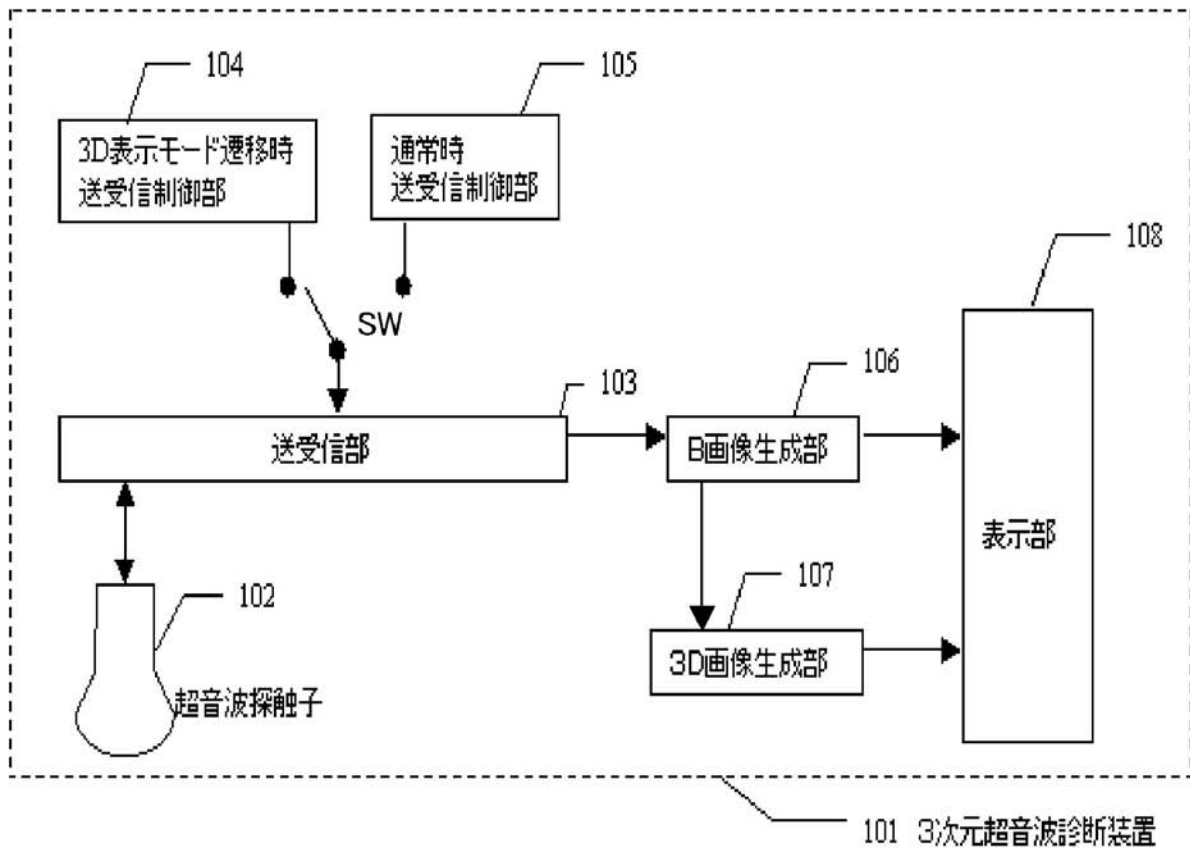 104
105
3D表示モード遷移時
送受信制御部
通常時
送受信制御部
108
SW
103
106
送受信部
B画像生成部
表示部
102
107
3D画像生成部
超音波探触子
101 3次元超音波診断装置